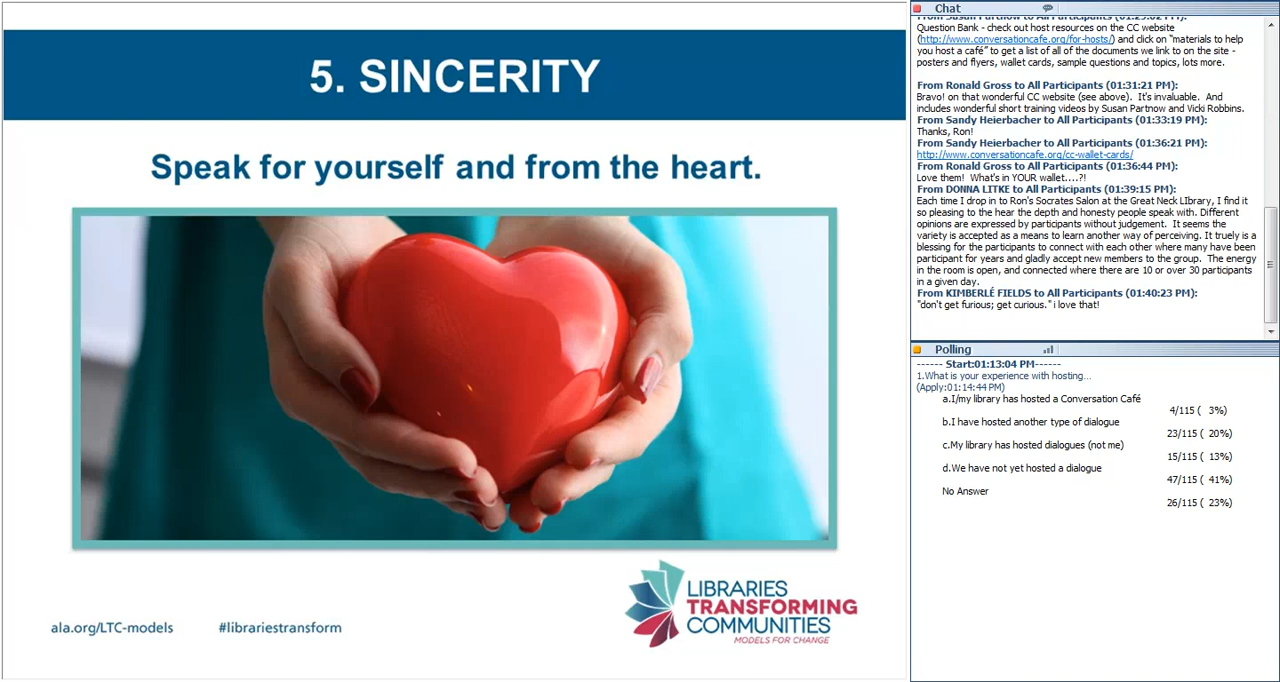 5. SINCERITY
Speak for yourself and from the heart.
LIBRARIES
TRANSFORMING
COMMUNITIES
MODELS FOR CHANGE
ala.org/LTC-models
#librariestransform
Chat
From Susan Partnow to All Participants (01:29:02 PM):
Question Bank - check out host resources on the CC website
(http://www.conversationcafe.org/for-hosts/) and click on "materials to help
you host a café" to get a list of all of the documents we link to on the site -
posters and flyers, wallet cards, sample questions and topics, lots more.
From Ronald Gross to All Participants (01:31:21 PM):
Bravo! on that wonderful CC website (see above). It's invaluable. And
includes wonderful short training videos by Susan Partnow and Vicki Robbins.
From Sandy Heierbacher to All Participants (01:33:19 PM):
Thanks, Ron!
From Sandy Heierbacher to All Participants (01:36:21 PM):
http://www.conversationcafe.org/cc-wallet-cards/
From Ronald Gross to All Participants (01:36:44 PM):
Love them! What's in YOUR wallet....?!
From DONNA LITKE to All Participants (01:39:15 PM):
Each time I drop in to Ron's Socrates Salon at the Great Neck LIbrary, I find it
so pleasing to the hear the depth and honesty people speak with. Different
opinions are expressed by participants without judgement. It seems the
variety is accepted as a means to learn another way of perceiving. It truely is a
blessing for the participants to connect with each other where many have been
participant for years and gladly accept new members to the group. The energy
in the room is open, and connected where there are 10 or over 30 participants
in a given day.
From KIMBERLÉ FIELDS to All Participants (01:40:23 PM):
"don't get furious; get curious." i love that!
Polling
------ Start:01:13:04 PM------
1.What is your experience with hosting...
(Apply:01:14:44 PM)
a.I/my library has hosted a Conversation Café
4/115 ( 3%)
b.I have hosted another type of dialogue
23/115 ( 20%)
c.My library has hosted dialogues (not me)
15/115 ( 13%)
d.We have not yet hosted a dialogue
47/115 ( 41%)
No Answer
26/115 ( 23%)